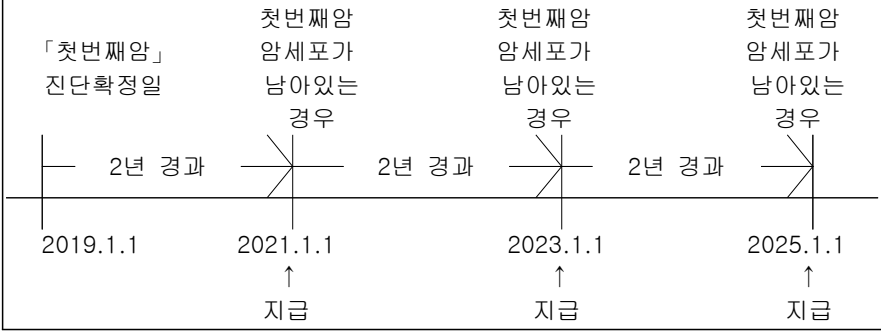 첫번째암 첫번째암 첫번째암
「첫번째암」 암세포가 암세포가 암세포가
진단확정일 남아있는 남아있는 남아있는
경우 경우 경우
2년 경과 2년 경과 2년 경과
2019.1.1 2021.1.1 2023.1.1 2025.1.1
↑ ↑ ↑
지급 지급 지급